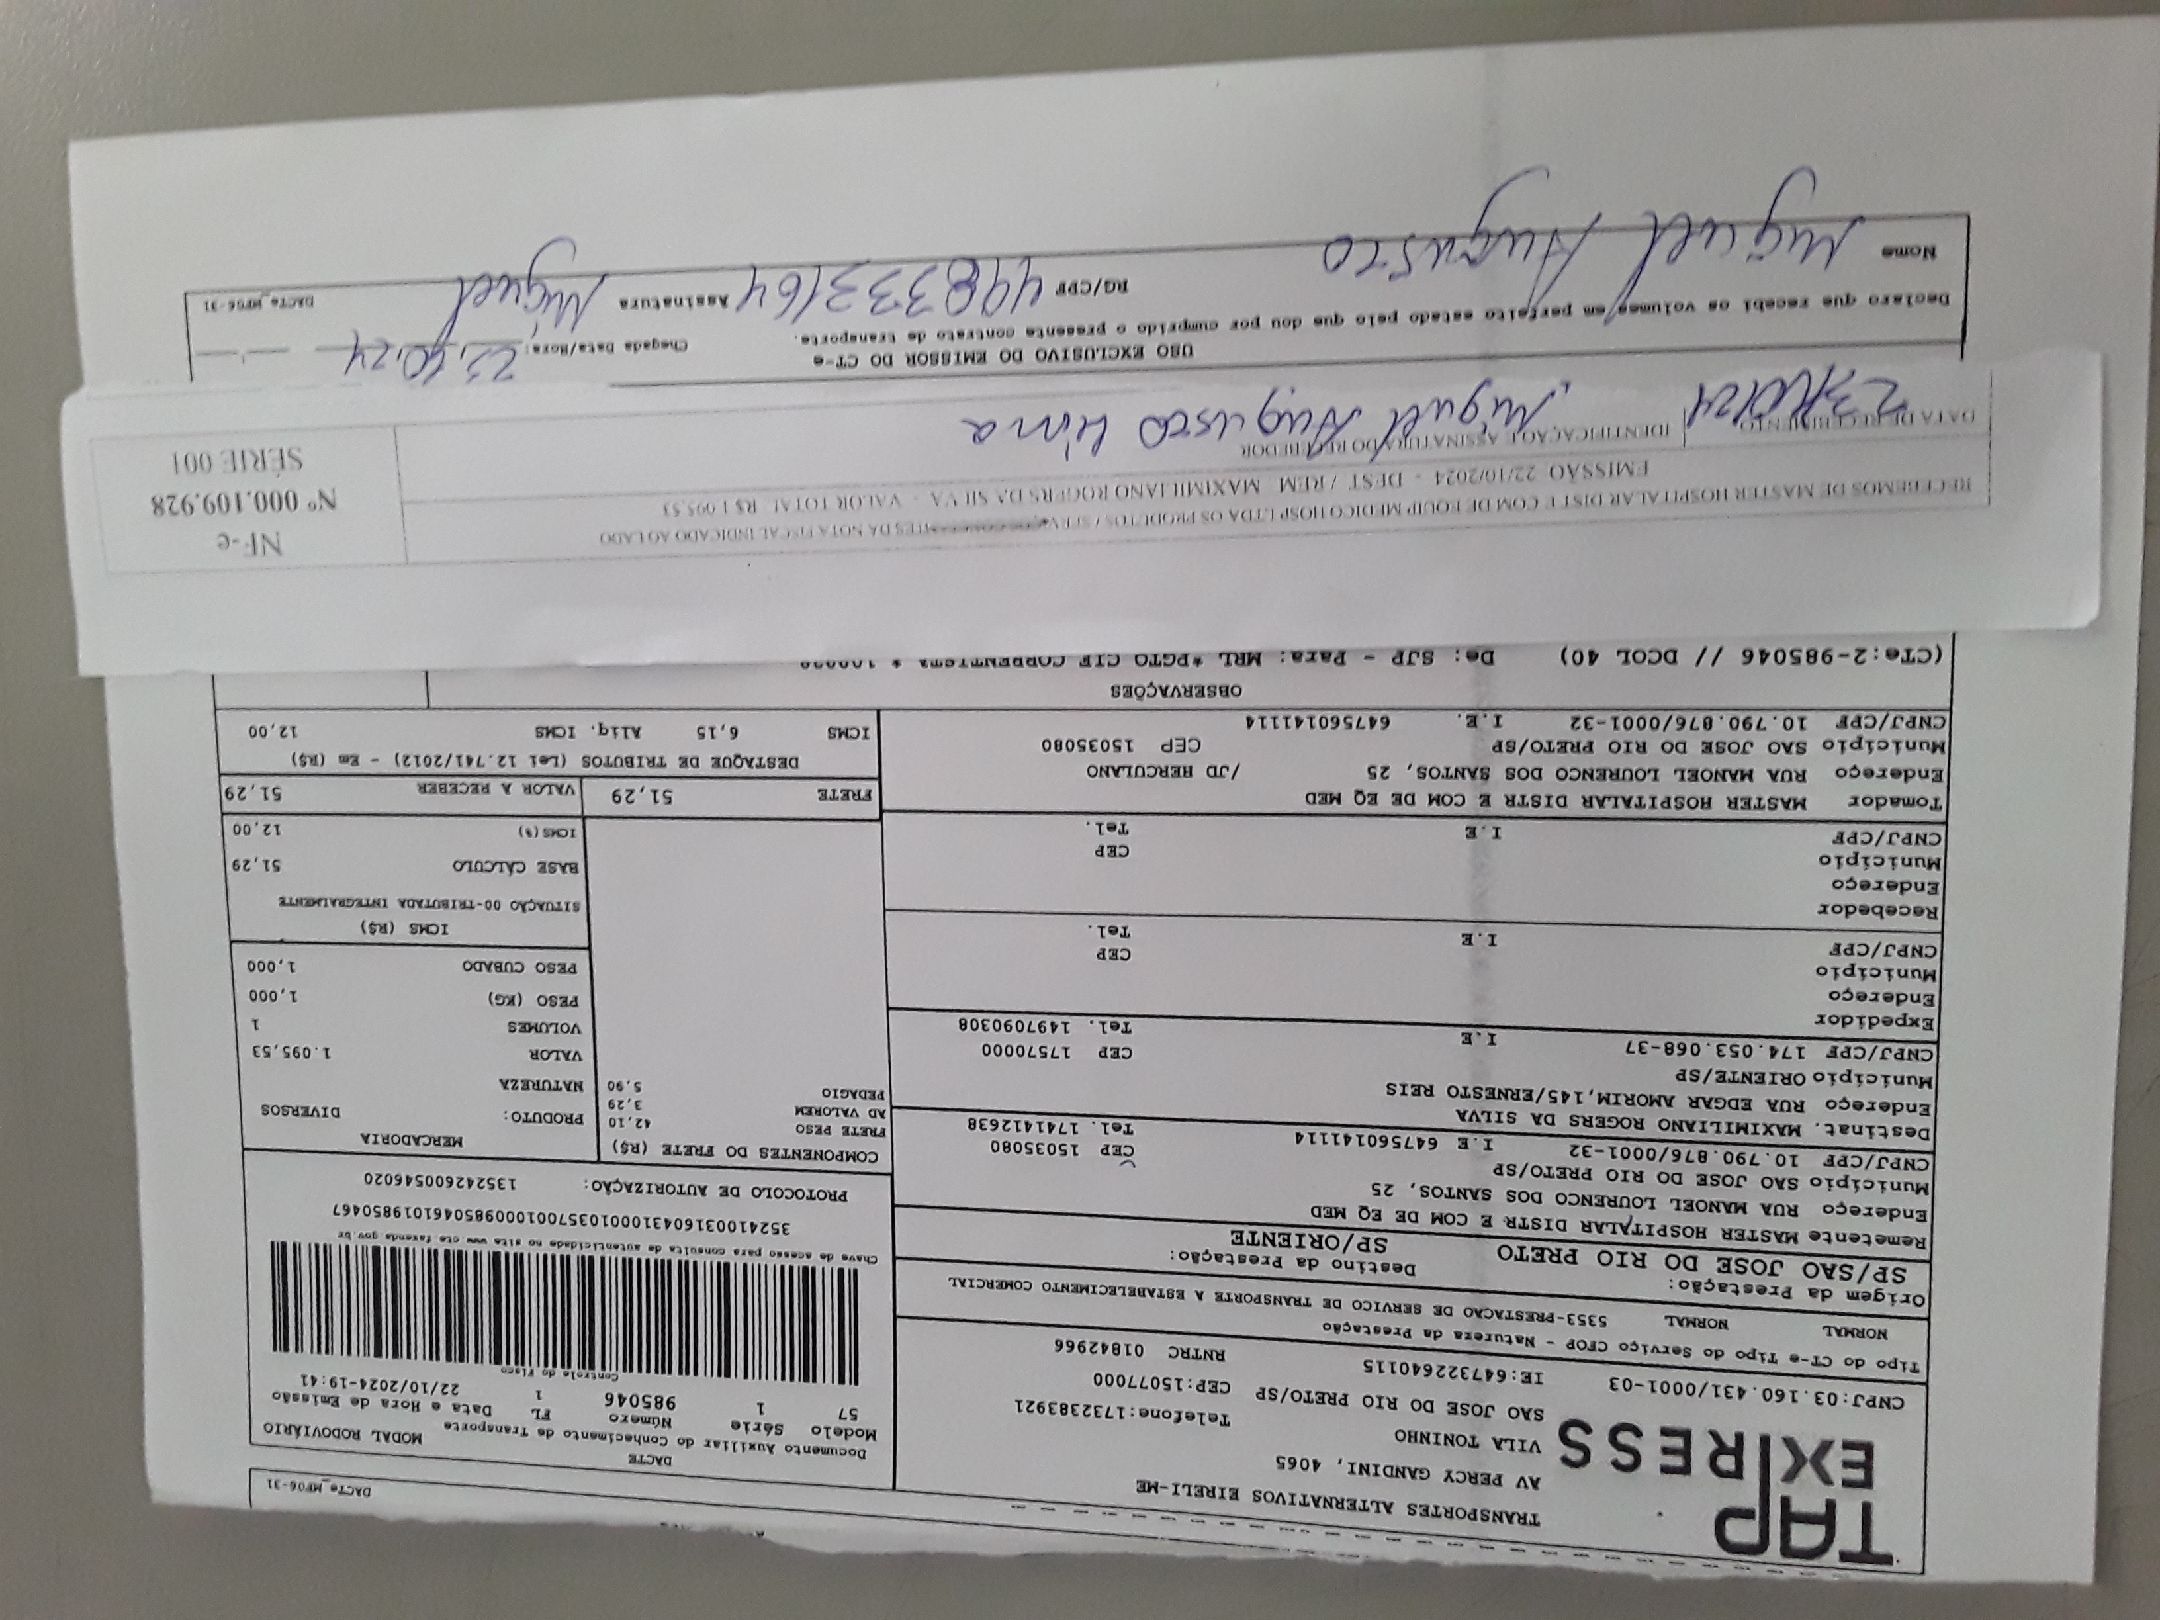 DACTe_MF06-31
TAP
EXPRESS
TRANSPORTES ALTERNATIVOS EIRELI-ME
AV PERCY GANDINI, 4065
VILA TONINHO
SAO JOSE DO RIO PRETO/SP CEP:15077000
Telefone:1732383921
CNPJ:03.160.431/0001-03 IE:647322640115 RNTRC 01842966
DACTE
Documento Auxiliar do Conhecimento de Transporte
MODAL RODOVIÁRIO
Modelo Série Número FL Data e Hora de Emissão
57 1 985046 1 22/10/2024-19:41
Controle do Fisco
Tipo do CT-e Tipo do Serviço CFOP - Natureza da Prestação
NORMAL NORMAL 5353-PRESTACAO DE SERVICO DE TRANSPORTE A ESTABELECIMENTO COMERCIAL
Origem da Prestação: Destino da Prestação:
SP/SAO JOSE DO RIO PRETO SP/ORIENTE
Chave de acesso para consulta de autenticidade no site www cte fazenda gov br
35241003160431000103570010009850461019850467
PROTOCOLO DE AUTORIZAÇÃO: 135242600546020
Remetente MASTER HOSPITALAR DISTR E COM DE EQ MED
Endereço RUA MANOEL LOURENCO DOS SANTOS, 25
Município SAO JOSE DO RIO PRETO/SP CEP 15035080
CNPJ/CPF 10.790.876/0001-32 I.E 647560141114 Tel. 1741412638
Destinat. MAXIMILIANO ROGERS DA SILVA
Endereço RUA EDGAR AMORIM,145/ERNESTO REIS
Município ORIENTE/SP CEP 17570000
CNPJ/CPF 174.053.068-37 I.E Tel. 1497090308
Expedidor
Endereço
Município CEP
CNPJ/CPF I.E Tel.
Recebedor
Endereço
Município CEP
CNPJ/CPF I.E Tel.
Tomador MASTER HOSPITALAR DISTR E COM DE EQ MED
Endereço RUA MANOEL LOURENCO DOS SANTOS, 25 /JD HERCULANO
Município SAO JOSE DO RIO PRETO/SP CEP 15035080
CNPJ/CPF 10.790.876/0001-32 I.E. 647560141114
COMPONENTES DO FRETE (R$)
FRETE PESO 42,10
AD VALOREM 3,29
PEDAGIO 5,90
MERCADORIA
PRODUTO: DIVERSOS
NATUREZA
VALOR 1.095,53
VOLUMES 1
PESO (KG) 1,000
PESO CUBADO 1,000
ICMS (R$)
SITUAÇÃO 00-TRIBUTADA INTEGRALMENTE
BASE CÁLCULO 51,29
ICMS(%) 12,00
FRETE 51,29 VALOR A RECEBER 51,29
DESTAQUE DE TRIBUTOS (Lei 12.741/2012) - Em (R$)
ICMS 6,15 Aliq. ICMS 12,00
OBSERVAÇÕES
(CTe:2-985046 // DCOL 40) De: SJP - Para: MRL *PGTO CIF CORRENTISTA *
RECEBEMOS DE MASTER HOSPITALAR DIST E COM DE EQUIP MEDICO HOSP LTDA OS PRODUTOS / DA NOTA FISCAL INDICADO AO LADO
EMISSÃO 22/10/2024 - DEST / REM MAXIMILIANO ROGERS DA SILVA - VALOR TOTAL R$ 1.095,53
DATA DE RECEBIMENTO IDENTIFICAÇÃO E ASSINATURA DO RECEBEDOR
23/10/24 Miguel Augusto Lima
NF-e
Nº 000.109.928
SÉRIE 001
USO EXCLUSIVO DO EMISSOR DO CT-e
Chegada Data/Hora: 23,10,24
Declaro que recebi os volumes em perfeito estado pelo que dou por cumprido o presente contrato de transporte.
Nome Miguel Augusto RG/CPF 498333164 Assinatura Miguel
DACTe_MF06-31